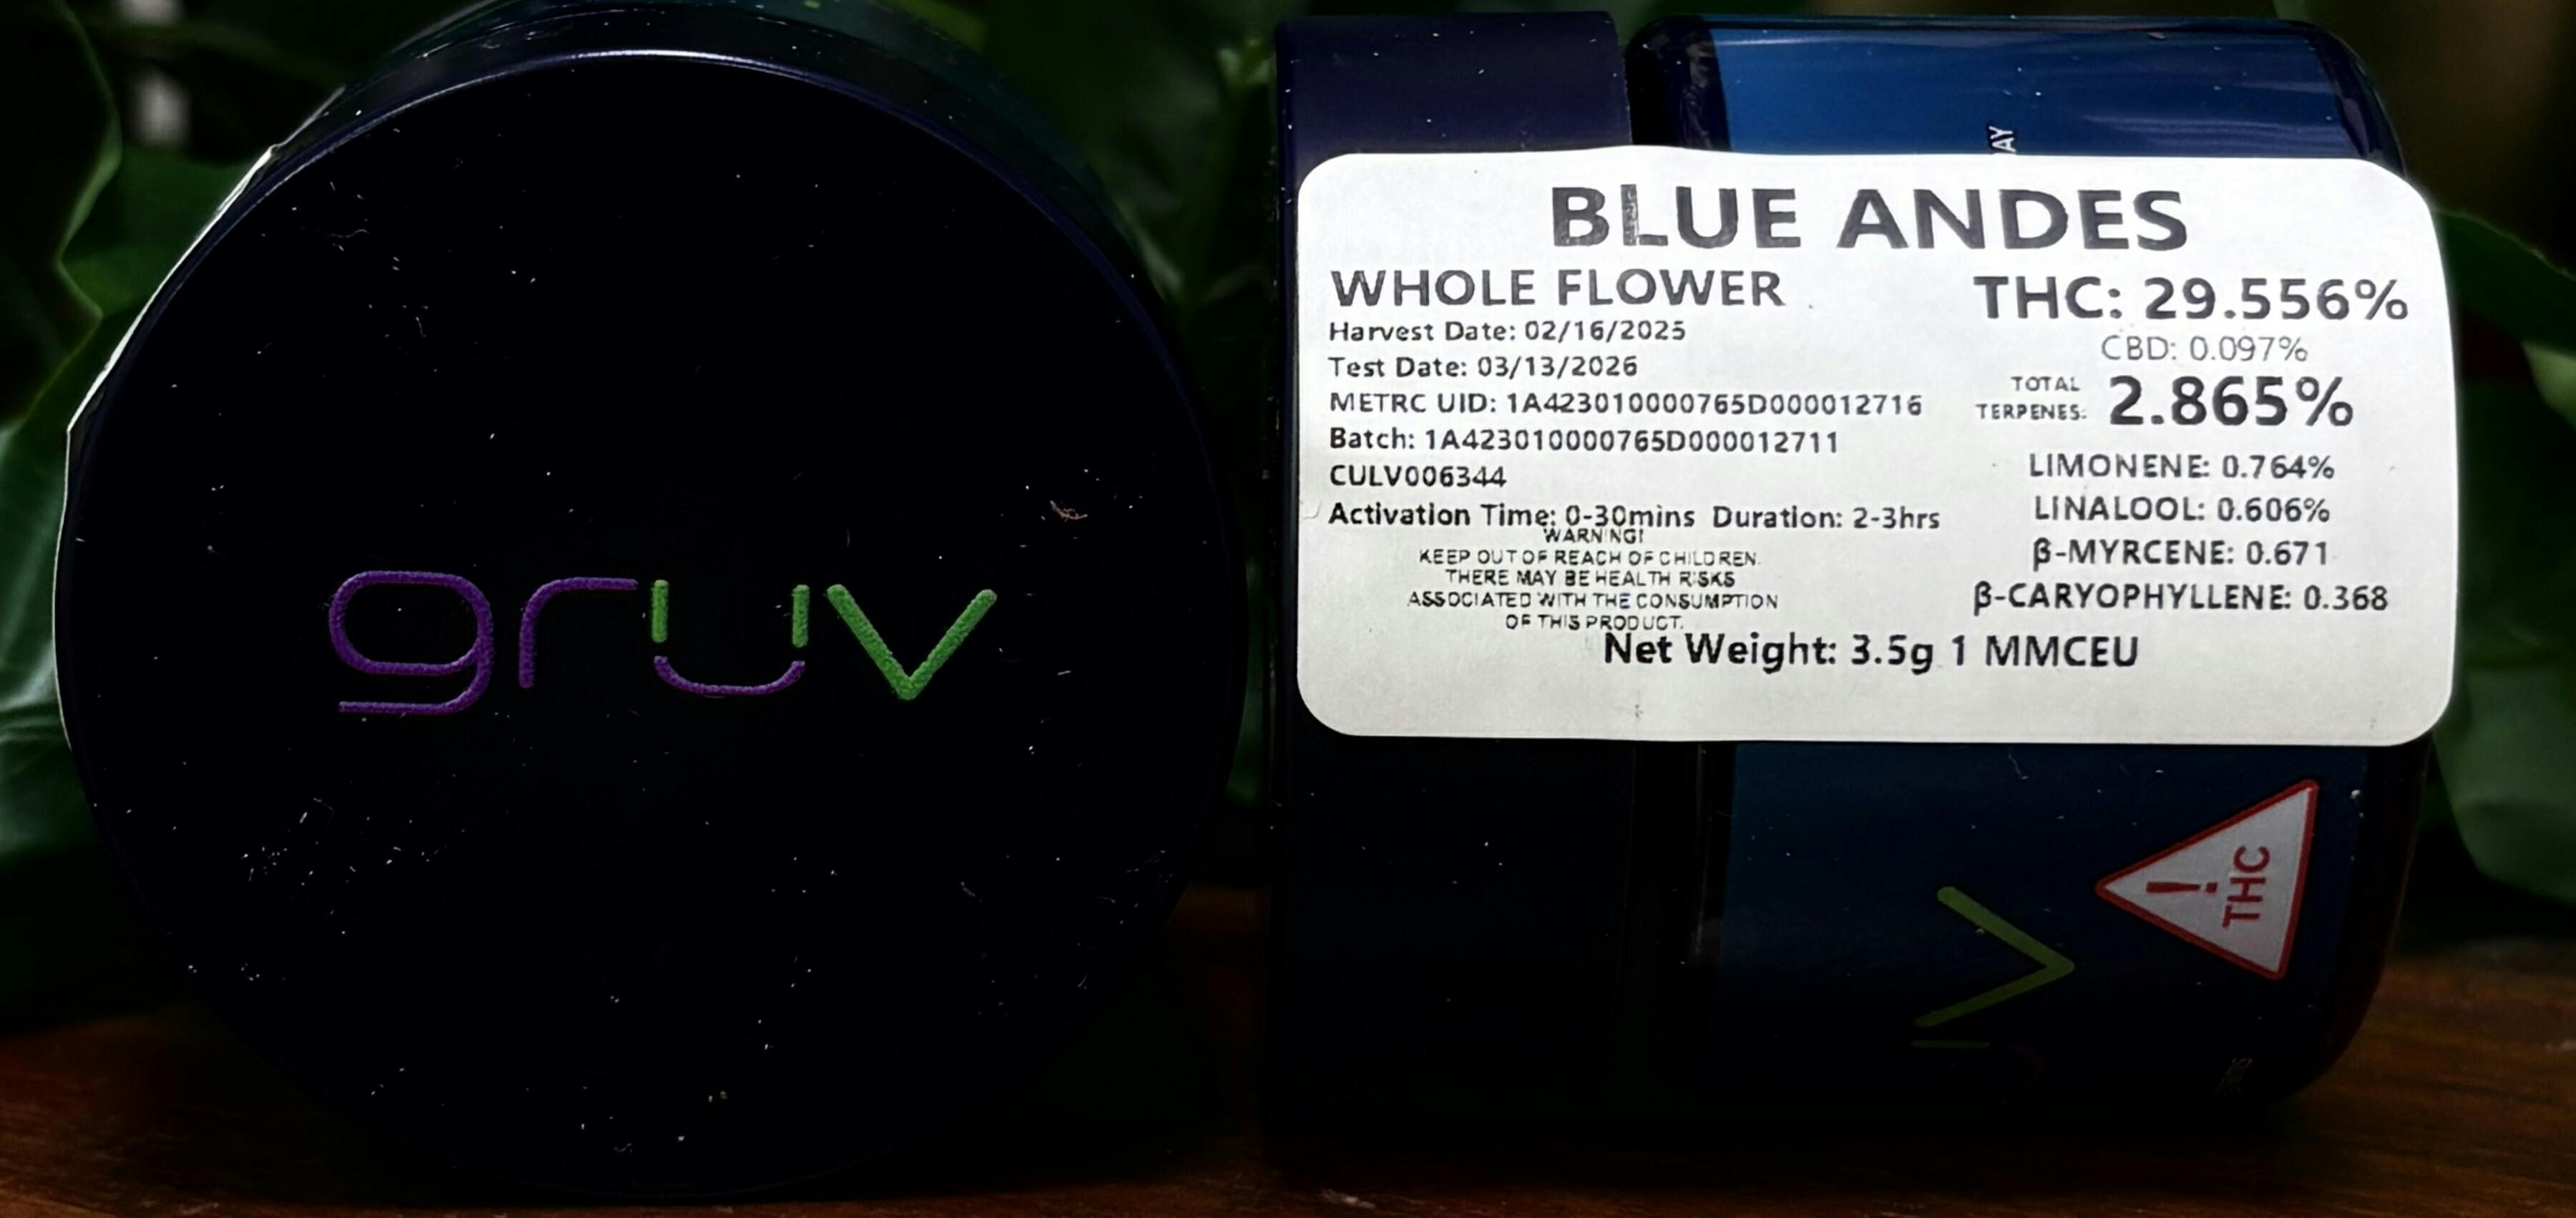 gruv
AY
BLUE ANDES
WHOLE FLOWER
Harvest Date: 02/16/2025
Test Date: 03/13/2026
METRC UID: 1A423010000765D000012716
Batch: 1A423010000765D000012711
CULV006344
Activation Time: 0-30mins Duration: 2-3hrs
WARNING!
KEEP OUT OF REACH OF CHILDREN.
THERE MAY BE HEALTH RISKS
ASSOCIATED WITH THE CONSUMPTION
OF THIS PRODUCT.
THC: 29.556%
CBD: 0.097%
TOTAL TERPENES: 2.865%
LIMONENE: 0.764%
LINALOOL: 0.606%
β-MYRCENE: 0.671
β-CARYOPHYLLENE: 0.368
Net Weight: 3.5g 1 MMCEU
! THC
v